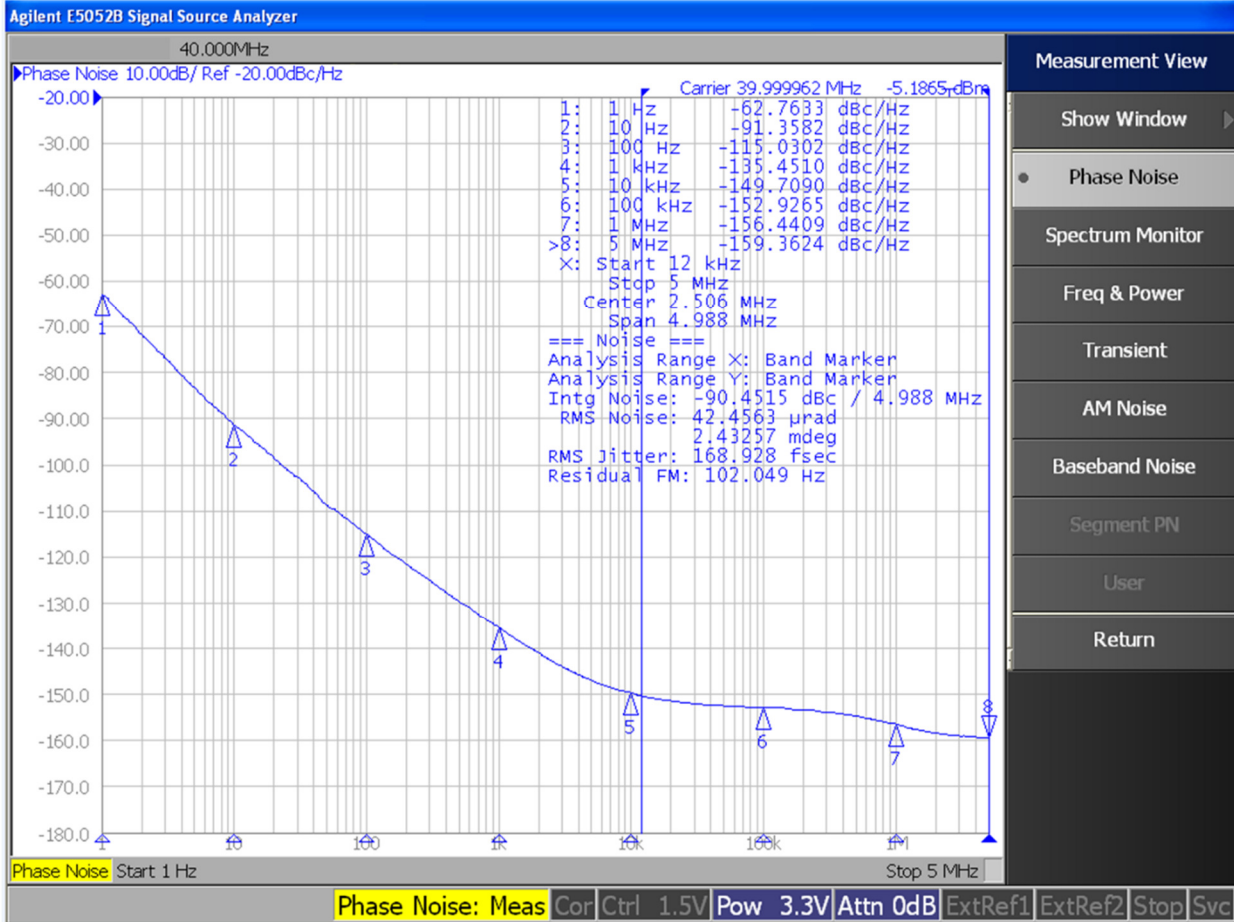 Agilent E5052B Signal Source Analyzer
40.000MHz
Phase Noise 10.00dB/ Ref -20.00dBc/Hz
Carrier 39.999962 MHz -5.1865 dBm
-20.00
-30.00
-40.00
-50.00
-60.00
-70.00
-80.00
-90.00
-100.0
-110.0
-120.0
-130.0
-140.0
-150.0
-160.0
-170.0
-180.0
1: 1 Hz -62.7633 dBc/Hz
2: 10 Hz -91.3582 dBc/Hz
3: 100 Hz -115.0302 dBc/Hz
4: 1 kHz -135.4510 dBc/Hz
5: 10 kHz -149.7090 dBc/Hz
6: 100 kHz -152.9265 dBc/Hz
7: 1 MHz -156.4409 dBc/Hz
>8: 5 MHz -159.3624 dBc/Hz
X: Start 12 kHz
Stop 5 MHz
Center 2.506 MHz
Span 4.988 MHz
=== Noise ===
Analysis Range X: Band Marker
Analysis Range Y: Band Marker
Intg Noise: -90.4515 dBc / 4.988 MHz
RMS Noise: 42.4563 µrad
2.43257 mdeg
RMS Jitter: 168.928 fsec
Residual FM: 102.049 Hz
1
2
3
4
5
6
7
8
1 10 100 1k 10k 100k 1M
Phase Noise Start 1 Hz Stop 5 MHz
Phase Noise: Meas Cor Ctrl 1.5V Pow 3.3V Attn 0dB ExtRef1 ExtRef2 Stop Svc
Measurement View
Show Window
Phase Noise
Spectrum Monitor
Freq & Power
Transient
AM Noise
Baseband Noise
Segment PN
User
Return